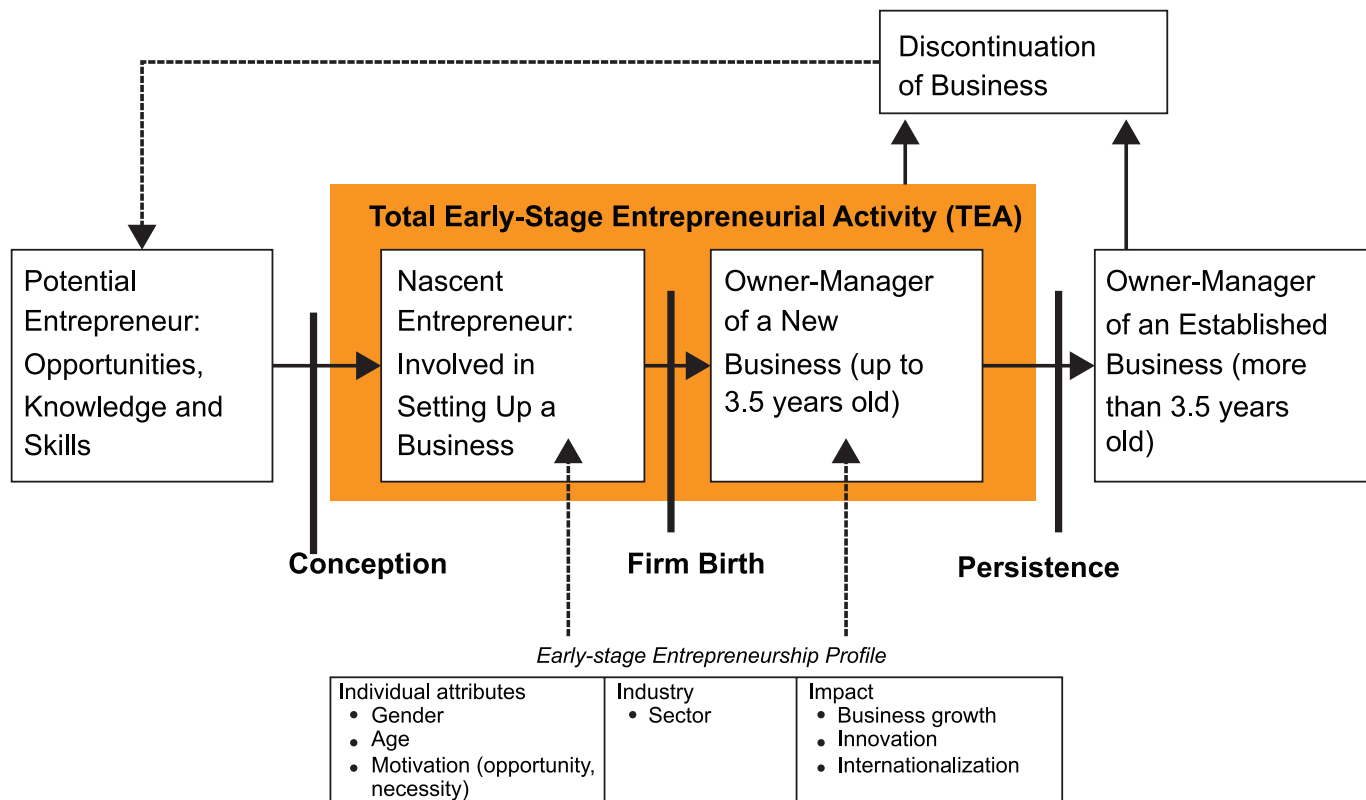 Discontinuation
of Business
Total Early-Stage Entrepreneurial Activity (TEA)
Potential
Entrepreneur:
Opportunities,
Knowledge and
Skills
Nascent
Entrepreneur:
Involved in
Setting Up a
Business
Owner-Manager
of a New
Business (up to
3.5 years old)
Owner-Manager
of an Established
Business (more
than 3.5 years
old)
Conception
Firm Birth
Persistence
Early-stage Entrepreneurship Profile
Individual attributes
• Gender
• Age
• Motivation (opportunity,
necessity)
Industry
• Sector
Impact
• Business growth
• Innovation
• Internationalization